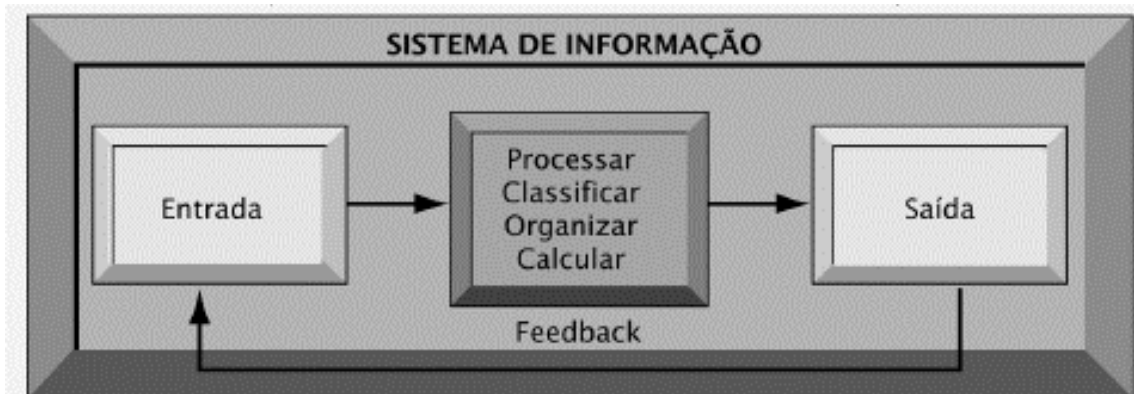 SISTEMA DE INFORMAÇÃO
Entrada
Processar
Classificar
Organizar
Calcular
Saída
Feedback